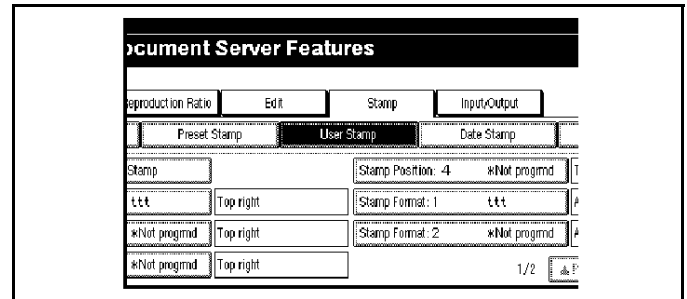 ocument Server Features
eproduction Ratio Edit Stamp Input/Output
Preset Stamp User Stamp Date Stamp
Stamp Stamp Position: 4 *Not progrmd T
ttt Top right Stamp Format: 1 ttt A
*Not progrmd Top right Stamp Format: 2 *Not progrmd A
*Not progrmd Top right 1/2 ▲P